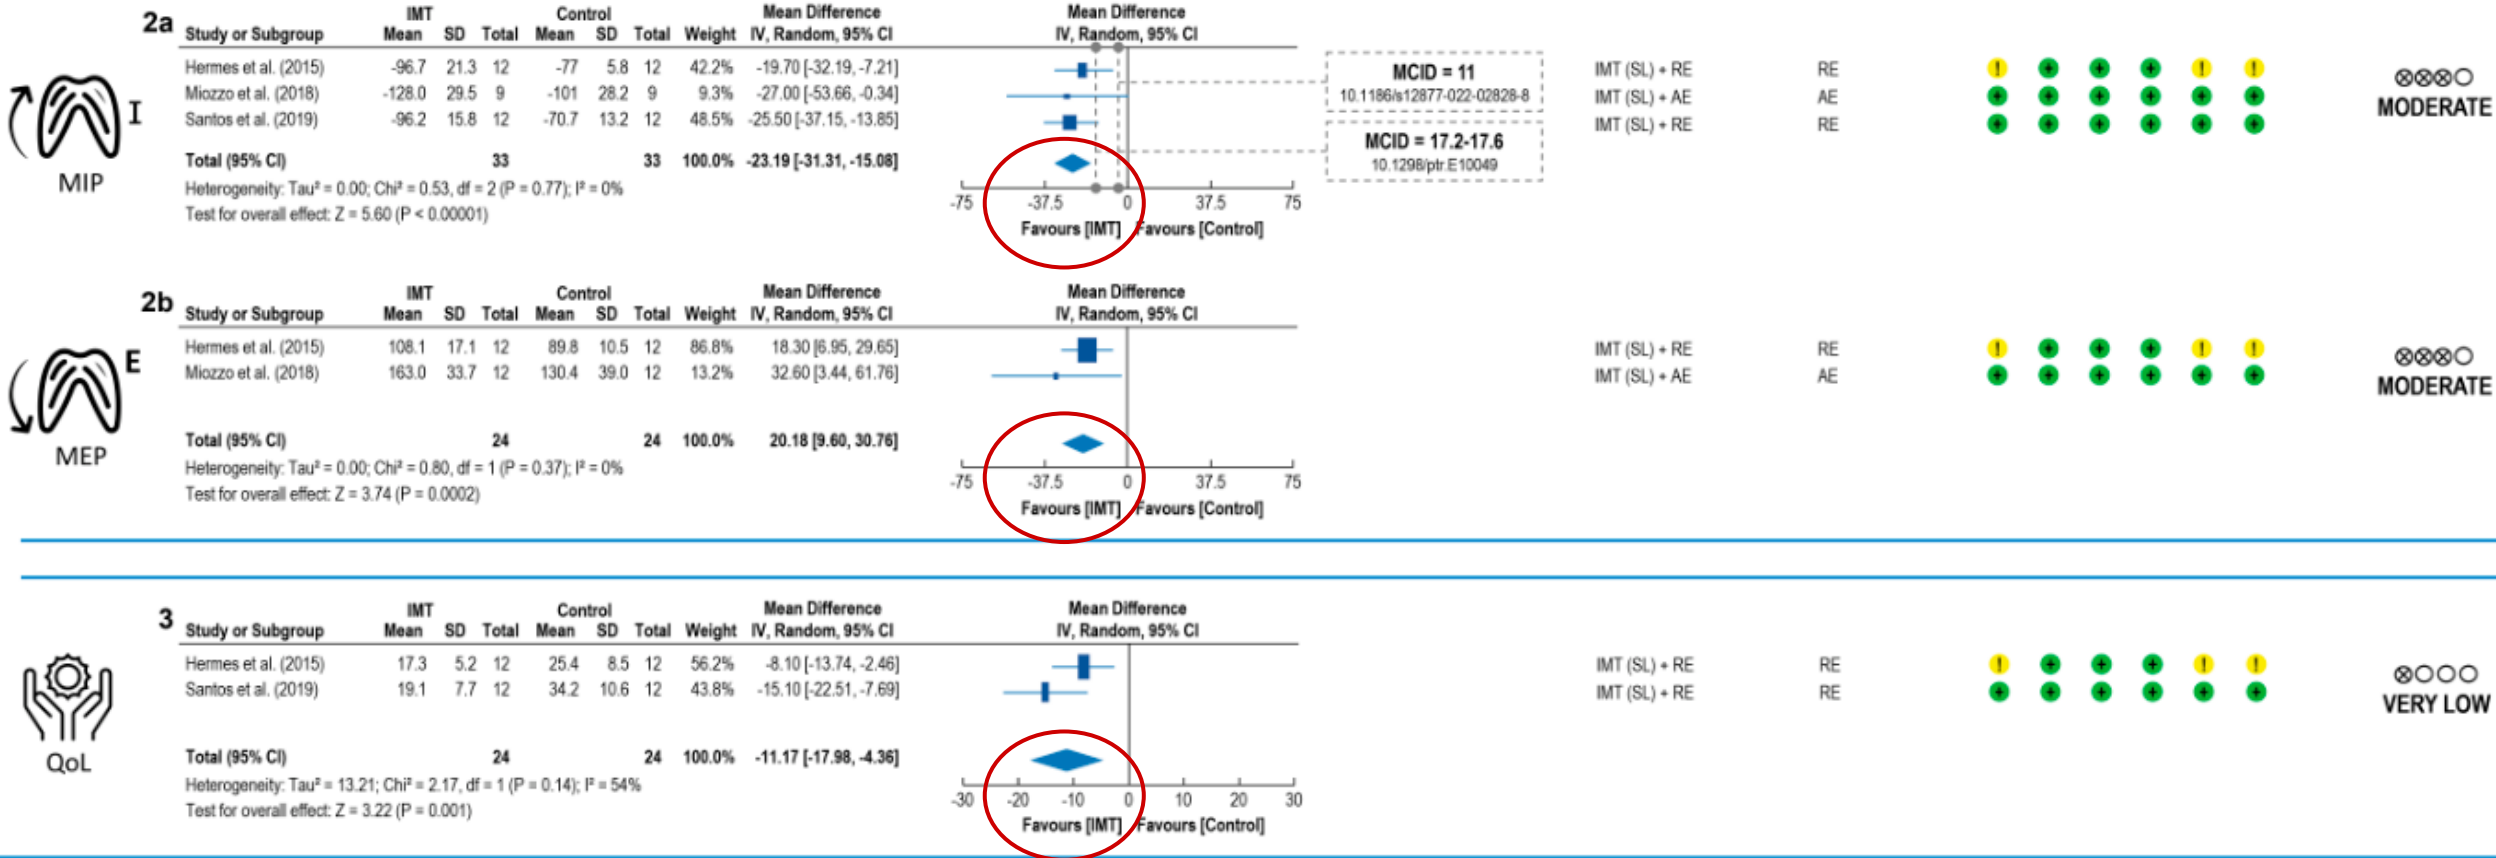 2a
IMT Control Mean Difference Mean Difference
Study or Subgroup Mean SD Total Mean SD Total Weight IV, Random, 95% CI IV, Random, 95% CI
Hermes et al. (2015) -96.7 21.3 12 -77 5.8 12 42.2% -19.70 [-32.19, -7.21] IMT (SL) + RE RE ! + + + ! !
Miozzo et al. (2018) -128.0 29.5 9 -101 28.2 9 9.3% -27.00 [-53.66, -0.34] IMT (SL) + AE AE + + + + + +
Santos et al. (2019) -96.2 15.8 12 -70.7 13.2 12 48.5% -25.50 [-37.15, -13.85] IMT (SL) + RE RE + + + + + +
MCID = 11
10.1186/s12877-022-02828-8
MCID = 17.2-17.6
10.1298/ptr.E10049
I
MIP
MODERATE
Total (95% CI) 33 33 100.0% -23.19 [-31.31, -15.08]
Heterogeneity: Tau² = 0.00; Chi² = 0.53, df = 2 (P = 0.77); I² = 0%
Test for overall effect: Z = 5.60 (P < 0.00001)
-75 -37.5 0 37.5 75
Favours [IMT] Favours [Control]
2b
IMT Control Mean Difference Mean Difference
Study or Subgroup Mean SD Total Mean SD Total Weight IV, Random, 95% CI IV, Random, 95% CI
Hermes et al. (2015) 108.1 17.1 12 89.8 10.5 12 86.8% 18.30 [6.95, 29.65] IMT (SL) + RE RE ! + + + ! !
Miozzo et al. (2018) 163.0 33.7 12 130.4 39.0 12 13.2% 32.60 [3.44, 61.76] IMT (SL) + AE AE + + + + + +
E
MEP
MODERATE
Total (95% CI) 24 24 100.0% 20.18 [9.60, 30.76]
Heterogeneity: Tau² = 0.00; Chi² = 0.80, df = 1 (P = 0.37); I² = 0%
Test for overall effect: Z = 3.74 (P = 0.0002)
-75 -37.5 0 37.5 75
Favours [IMT] Favours [Control]
3
IMT Control Mean Difference Mean Difference
Study or Subgroup Mean SD Total Mean SD Total Weight IV, Random, 95% CI IV, Random, 95% CI
Hermes et al. (2015) 17.3 5.2 12 25.4 8.5 12 56.2% -8.10 [-13.74, -2.46] IMT (SL) + RE RE ! + + + ! !
Santos et al. (2019) 19.1 7.7 12 34.2 10.6 12 43.8% -15.10 [-22.51, -7.69] IMT (SL) + RE RE + + + + + +
QoL
VERY LOW
Total (95% CI) 24 24 100.0% -11.17 [-17.98, -4.36]
Heterogeneity: Tau² = 13.21; Chi² = 2.17, df = 1 (P = 0.14); I² = 54%
Test for overall effect: Z = 3.22 (P = 0.001)
-30 -20 -10 0 10 20 30
Favours [IMT] Favours [Control]